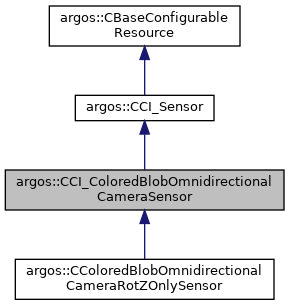 argos::CBaseConfigurable
Resource
argos::CCI_Sensor
argos::CCI_ColoredBlobOmnidirectional
CameraSensor
argos::CColoredBlobOmnidirectional
CameraRotZOnlySensor